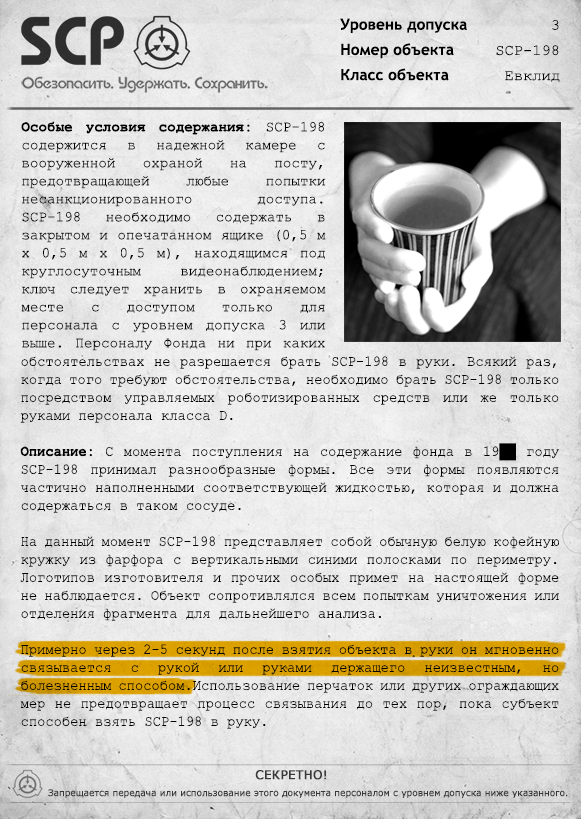 SCP
Обезопасить. Удержать. Сохранить.
Уровень допуска 3
Номер объекта SCP-198
Класс объекта Евклид
Особые условия содержания: SCP-198
содержится в надежной камере с
вооруженной охраной на посту,
предотвращающей любые попытки
несанкционированного доступа.
SCP-198 необходимо содержать в
закрытом и опечатанном ящике (0,5 м
x 0,5 м x 0,5 м), находящимся под
круглосуточным видеонаблюдением;
ключ следует хранить в охраняемом
месте с доступом только для
персонала с уровнем допуска 3 или
выше. Персоналу Фонда ни при каких
обстоятельствах не разрешается брать SCP-198 в руки. Всякий раз,
когда того требуют обстоятельства, необходимо брать SCP-198 только
посредством управляемых роботизированных средств или же только
руками персонала класса D.
Описание: С момента поступления на содержание фонда в 19██ году
SCP-198 принимал разнообразные формы. Все эти формы появляются
частично наполненными соответствующей жидкостью, которая и должна
содержаться в таком сосуде.
На данный момент SCP-198 представляет собой обычную белую кофейную
кружку из фарфора с вертикальными синими полосками по периметру.
Логотипов изготовителя и прочих особых примет на настоящей форме
не наблюдается. Объект сопротивлялся всем попыткам уничтожения или
отделения фрагмента для дальнейшего анализа.
Примерно через 2-5 секунд после взятия объекта в руки он мгновенно
связывается с рукой или руками держащего неизвестным, но
болезненным способом.Использование перчаток или других ограждающих
мер не предотвращает процесс связывания до тех пор, пока субъект
способен взять SCP-198 в руку.
СЕКРЕТНО!
Запрещается передача или использование этого документа персоналом с уровнем допуска ниже указанного.